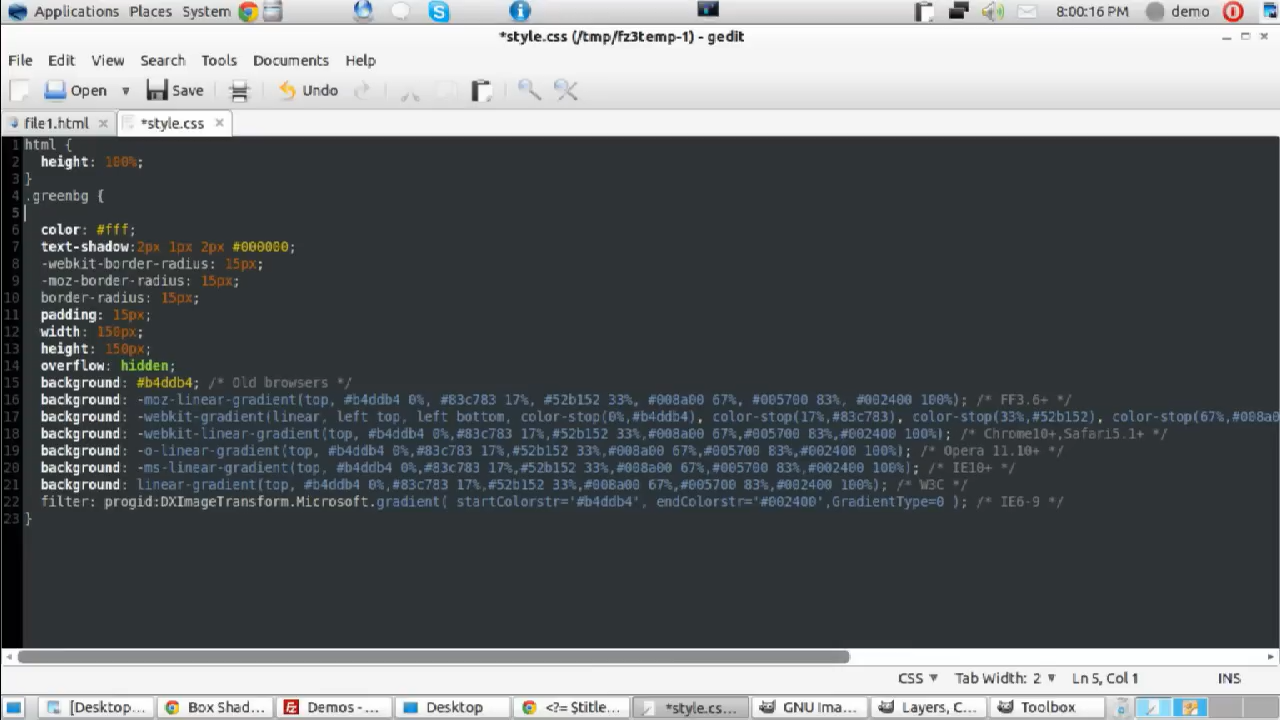 Applications Places System 8:00:16 PM demo
*style.css (/tmp/fz3temp-1) - gedit
File Edit View Search Tools Documents Help
Open Save Undo
file1.html *style.css
1 html {
2 height: 100%;
3 }
4 .greenbg {
5
6 color: #fff;
7 text-shadow:2px 1px 2px #000000;
8 -webkit-border-radius: 15px;
9 -moz-border-radius: 15px;
10 border-radius: 15px;
11 padding: 15px;
12 width: 150px;
13 height: 150px;
14 overflow: hidden;
15 background: #b4ddb4; /* Old browsers */
16 background: -moz-linear-gradient(top, #b4ddb4 0%, #83c783 17%, #52b152 33%, #008a00 67%, #005700 83%, #002400 100%); /* FF3.6+ */
17 background: -webkit-gradient(linear, left top, left bottom, color-stop(0%,#b4ddb4), color-stop(17%,#83c783), color-stop(33%,#52b152), color-stop(67%,#008a0
18 background: -webkit-linear-gradient(top, #b4ddb4 0%,#83c783 17%,#52b152 33%,#008a00 67%,#005700 83%,#002400 100%); /* Chrome10+,Safari5.1+ */
19 background: -o-linear-gradient(top, #b4ddb4 0%,#83c783 17%,#52b152 33%,#008a00 67%,#005700 83%,#002400 100%); /* Opera 11.10+ */
20 background: -ms-linear-gradient(top, #b4ddb4 0%,#83c783 17%,#52b152 33%,#008a00 67%,#005700 83%,#002400 100%); /* IE10+ */
21 background: linear-gradient(top, #b4ddb4 0%,#83c783 17%,#52b152 33%,#008a00 67%,#005700 83%,#002400 100%); /* W3C */
22 filter: progid:DXImageTransform.Microsoft.gradient( startColorstr='#b4ddb4', endColorstr='#002400',GradientType=0 ); /* IE6-9 */
23 }
CSS Tab Width: 2 Ln 5, Col 1 INS
[Desktop... Box Shad... Demos - ... Desktop <?= $title... *style.cs... GNU Ima... Layers, C... Toolbox